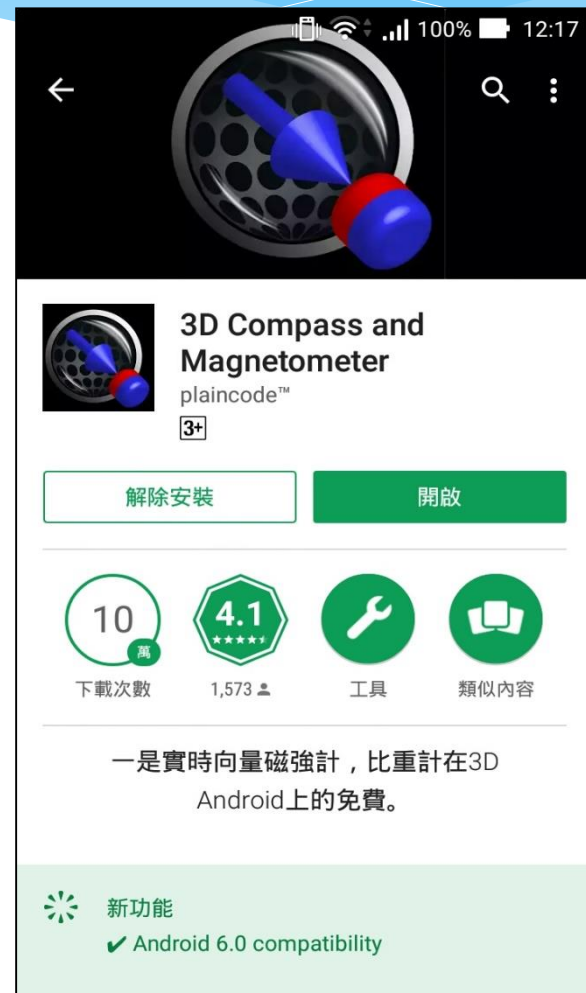 100% 12:17
3D Compass and
Magnetometer
plaincode™
3+
解除安裝 開啟
10 萬 4.1
下載次數 1,573 工具 類似內容
一是實時向量磁強計，比重計在3D
Android上的免費。
新功能
✔ Android 6.0 compatibility